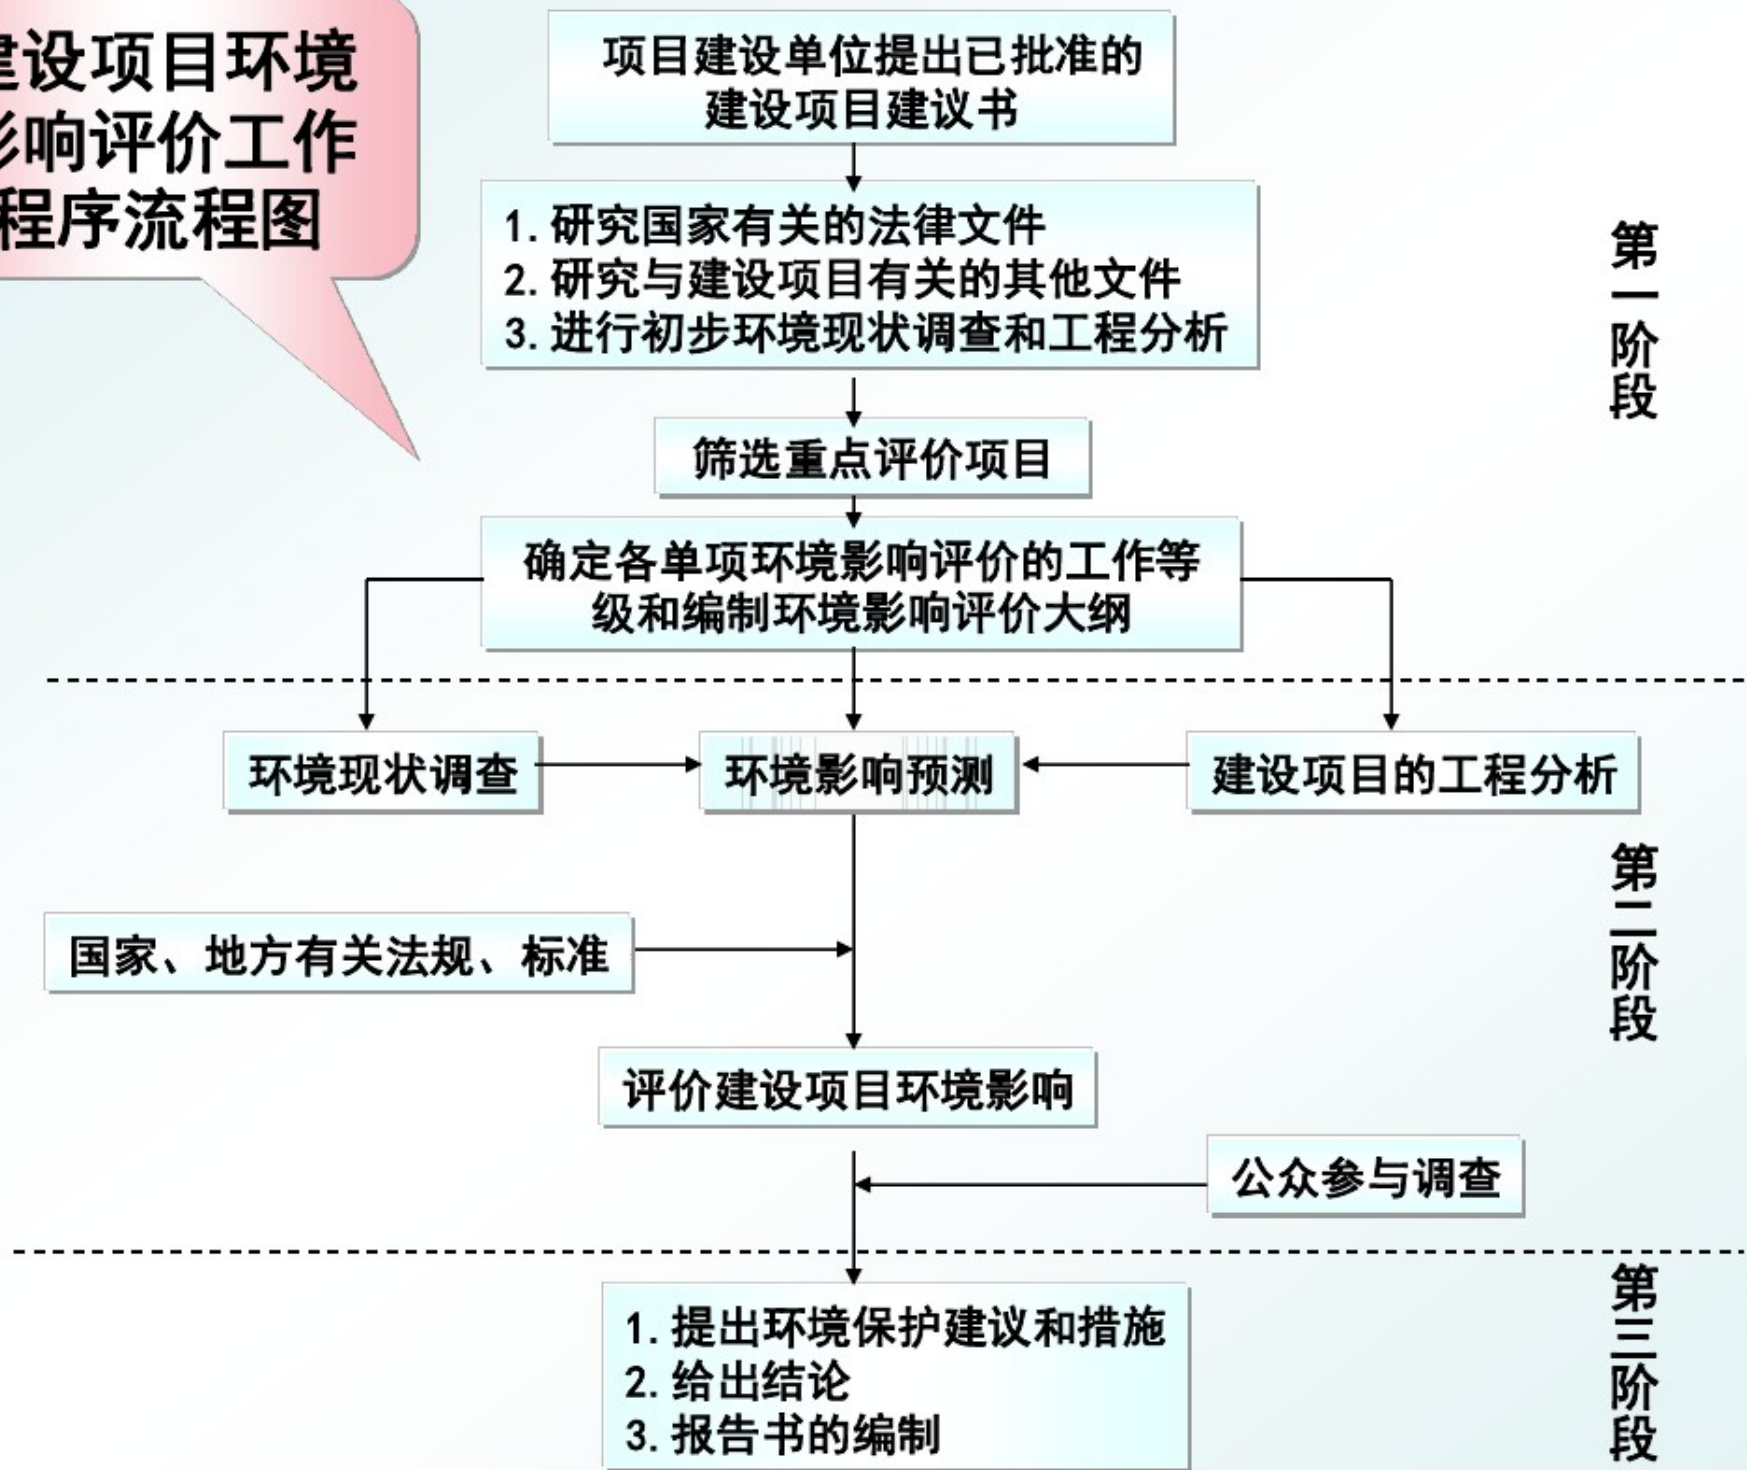 建设项目环境
影响评价工作
程序流程图
项目建设单位提出已批准的
建设项目建议书
1. 研究国家有关的法律文件
2. 研究与建设项目有关的其他文件
3. 进行初步环境现状调查和工程分析
第一阶段
筛选重点评价项目
确定各单项环境影响评价的工作等
级和编制环境影响评价大纲
环境现状调查
环境影响预测
建设项目的工程分析
第二阶段
国家、地方有关法规、标准
评价建设项目环境影响
公众参与调查
第三阶段
1. 提出环境保护建议和措施
2. 给出结论
3. 报告书的编制